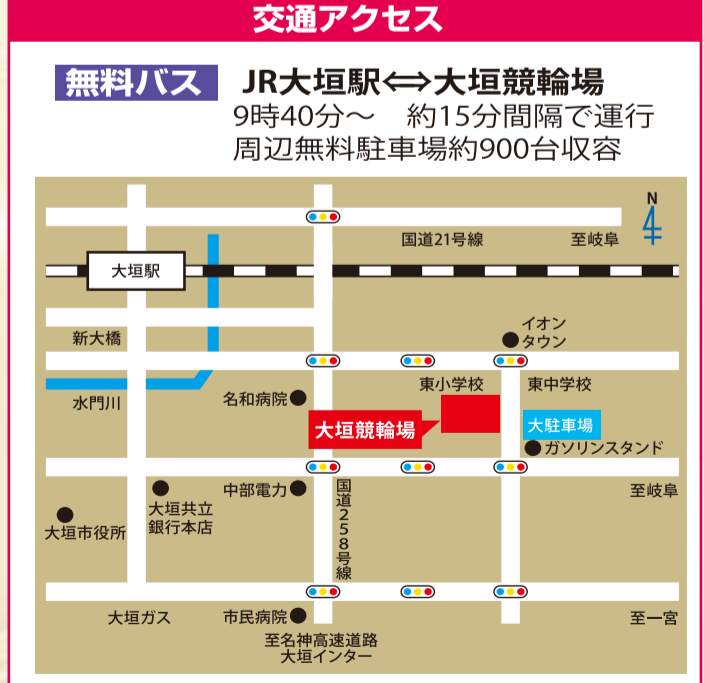 交通アクセス
無料バス JR大垣駅⇔大垣競輪場
9時40分～ 約15分間隔で運行
周辺無料駐車場約900台収容
N
国道21号線
至岐阜
大垣駅
イオン
タウン
新大橋
東小学校
東中学校
水門川
名和病院
大垣競輪場
大駐車場
ガソリンスタンド
中部電力
国道258号線
至岐阜
大垣共立
銀行本店
大垣市役所
大垣ガス
市民病院
至一宮
至名神高速道路
大垣インター